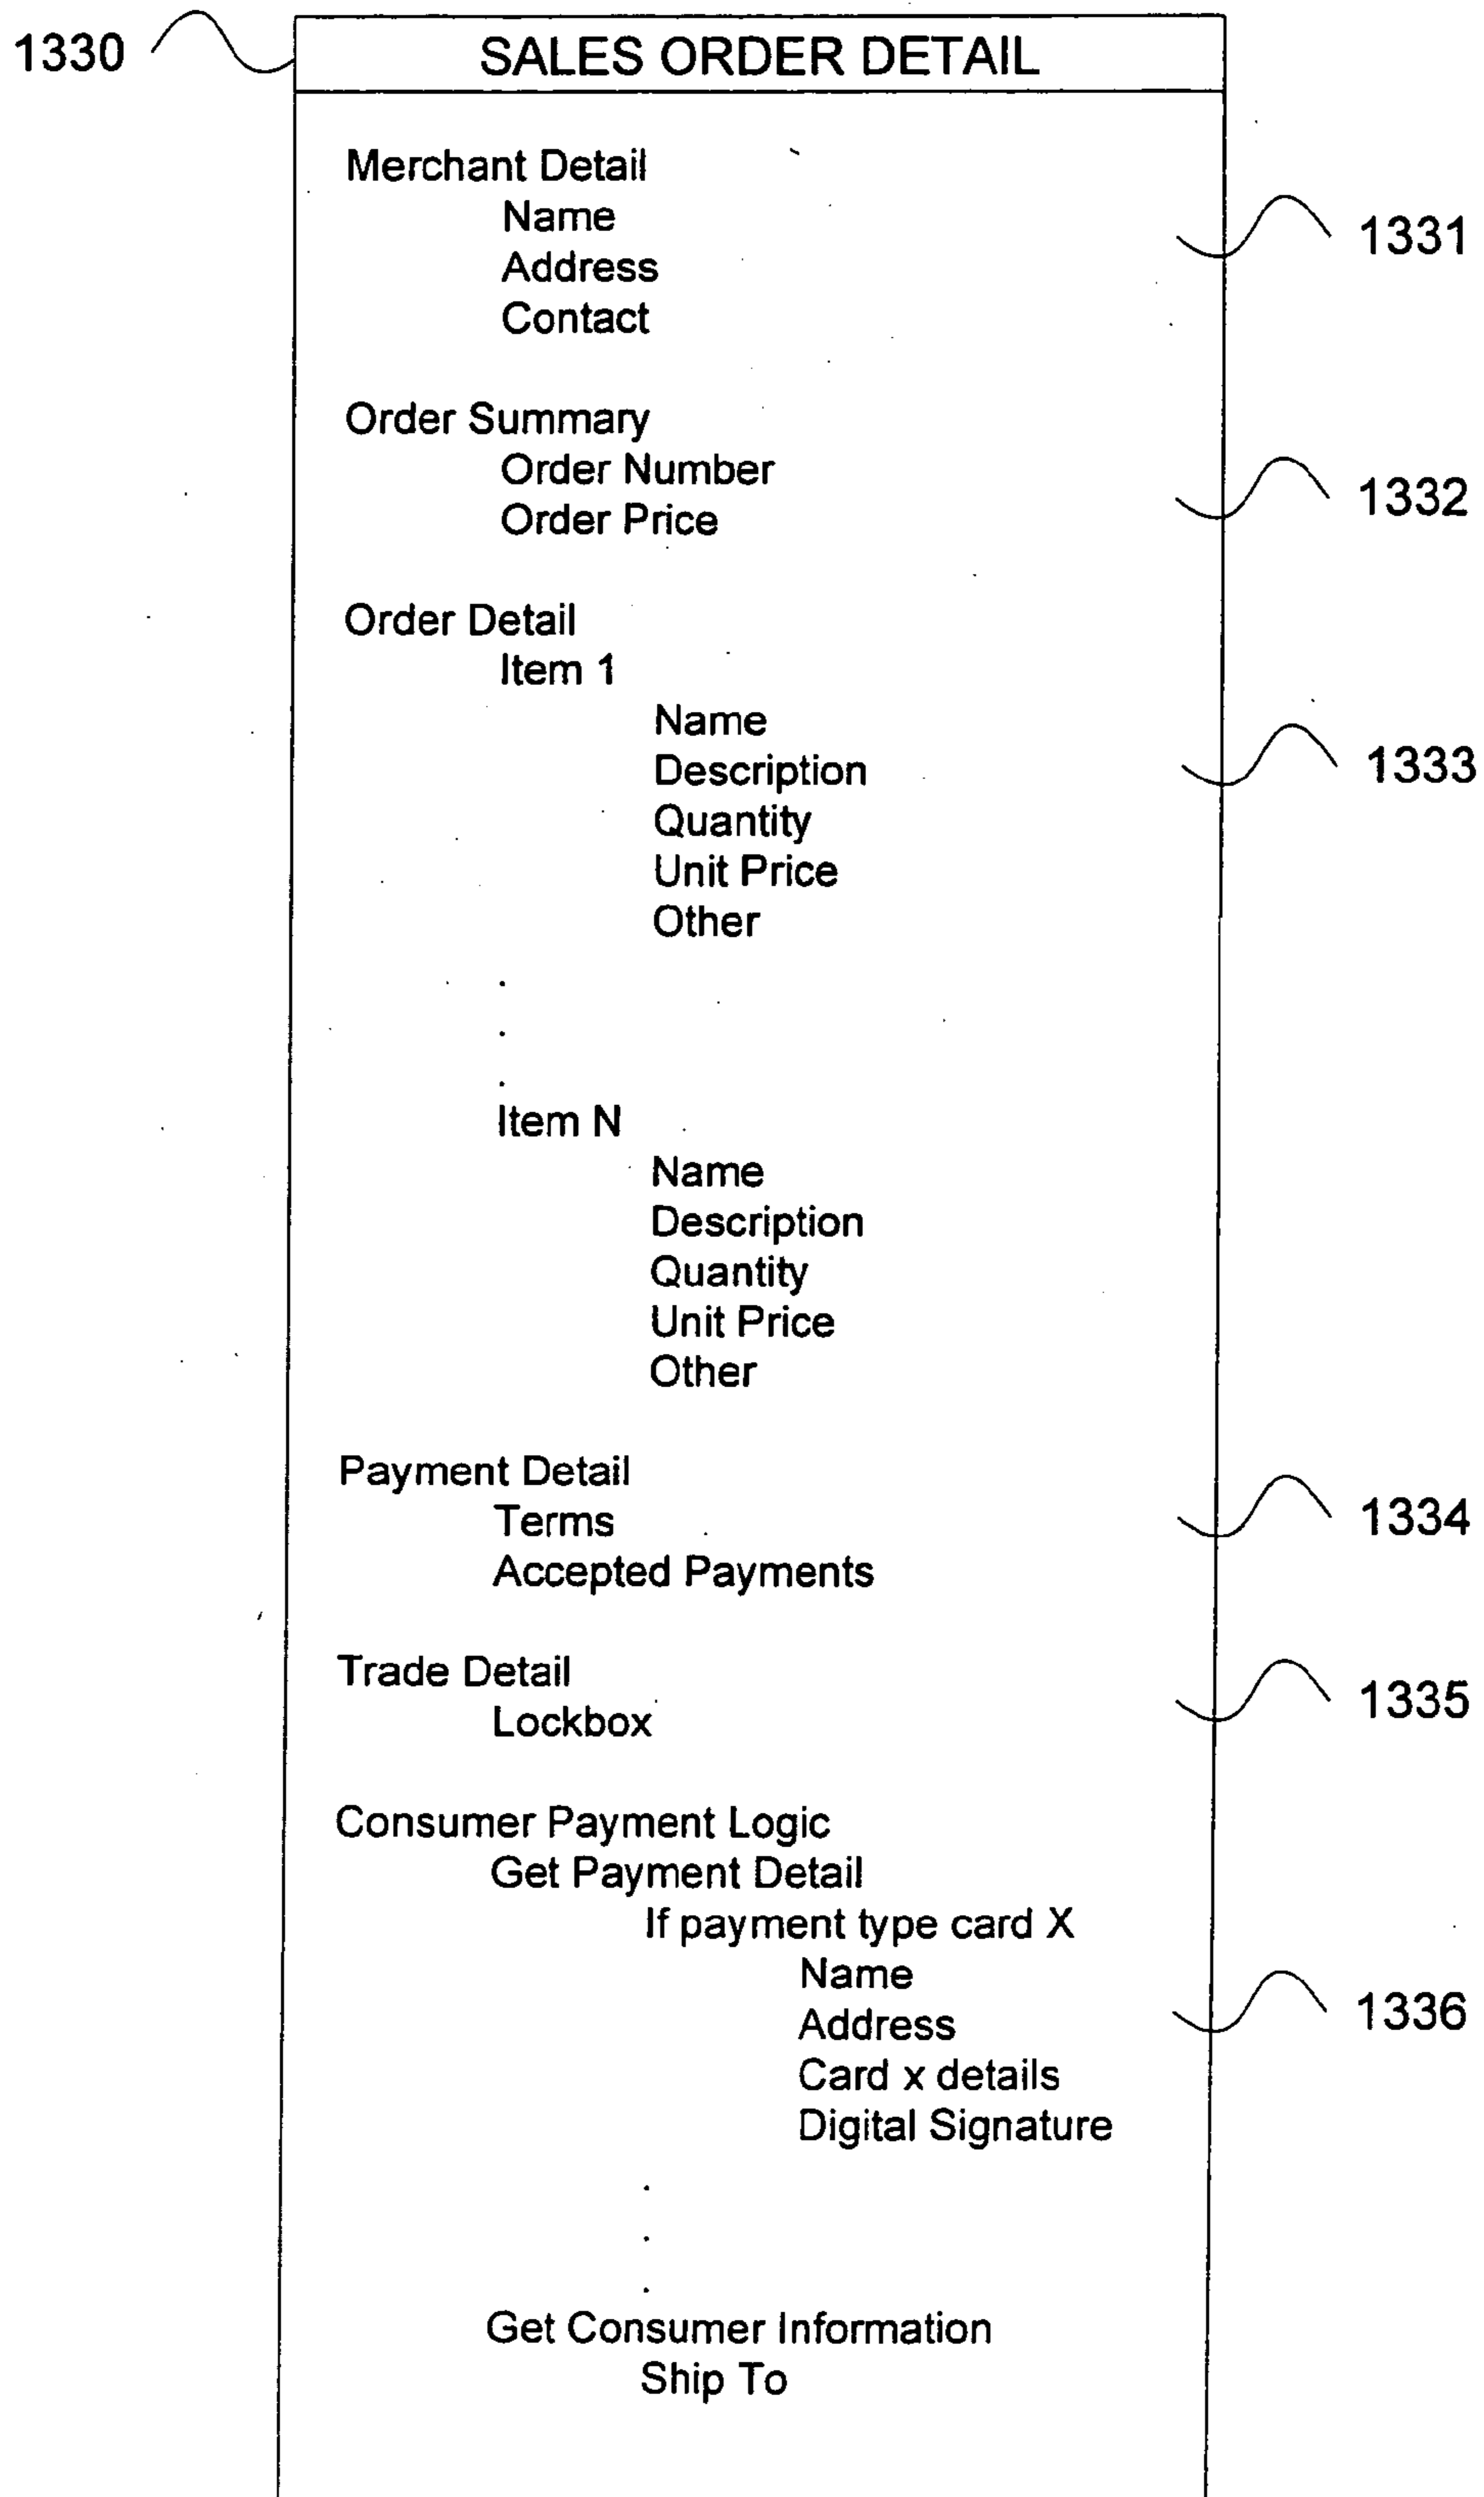 1330
SALES ORDER DETAIL
Merchant Detail
Name
1331
Address
Contact
Order Summary
Order Number
1332
Order Price
Order Detail
Item 1
Name
Description
1333
Quantity
Unit Price
Other
.
.
.
Item N
Name
Description
Quantity
Unit Price
Other
Payment Detail
Terms
1334
Accepted Payments
Trade Detail
1335
Lockbox
Consumer Payment Logic
Get Payment Detail
If payment type card X
Name
Address
1336
Card x details
Digital Signature
.
.
.
Get Consumer Information
Ship To